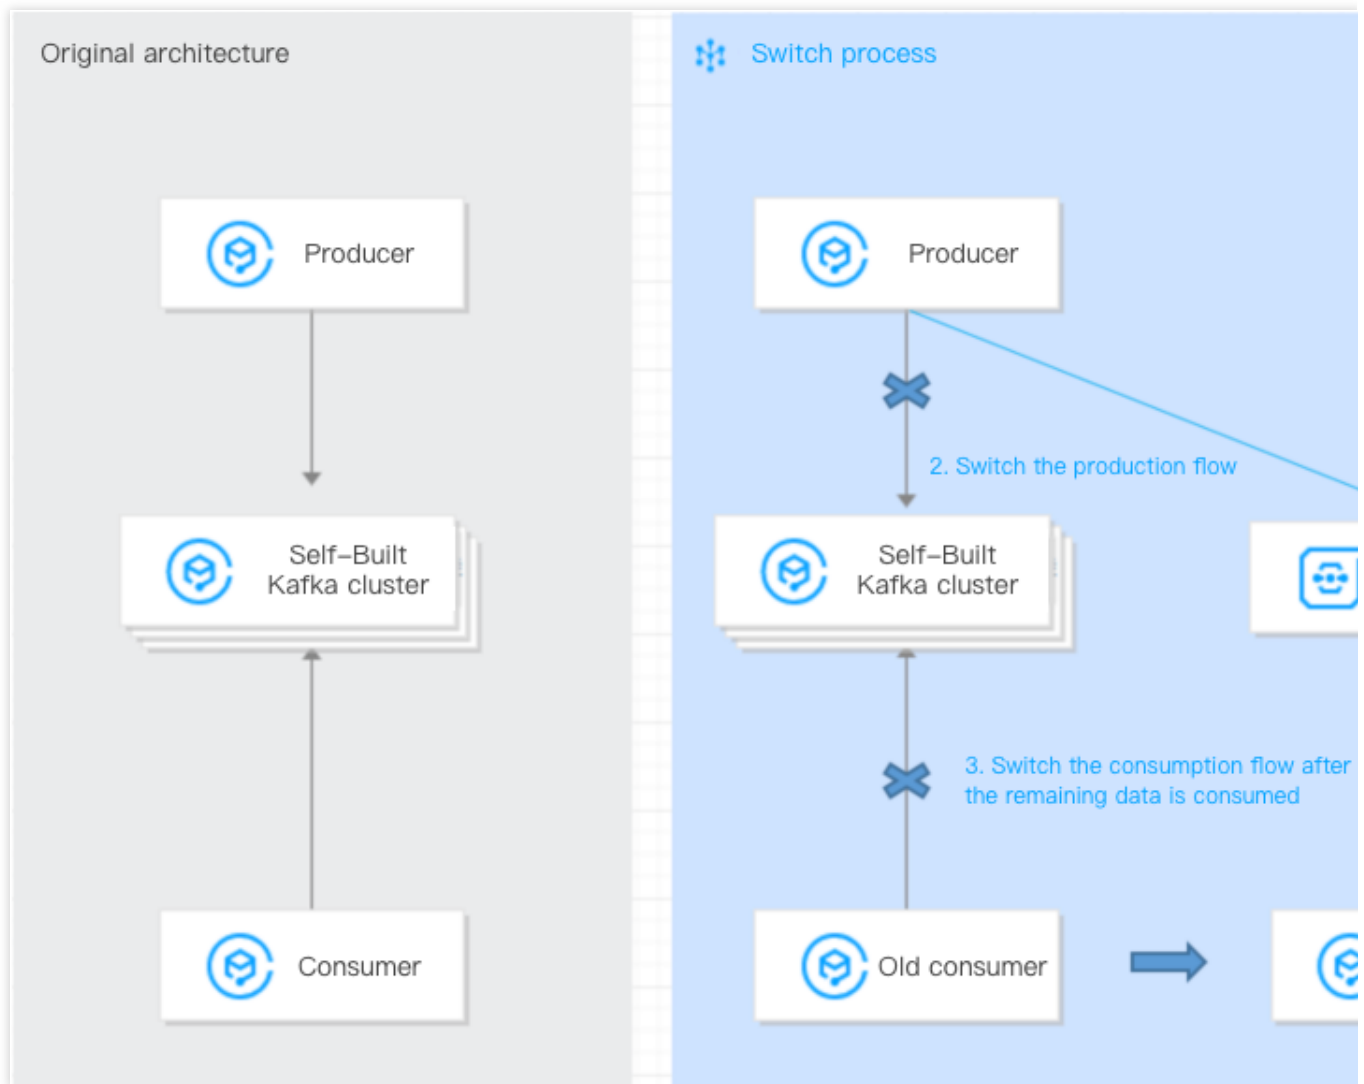 Original architecture
Producer
Self-Built
Kafka cluster
Consumer
Switch process
Producer
2. Switch the production flow
Self-Built
Kafka cluster
3. Switch the consumption flow after
the remaining data is consumed
Old consumer